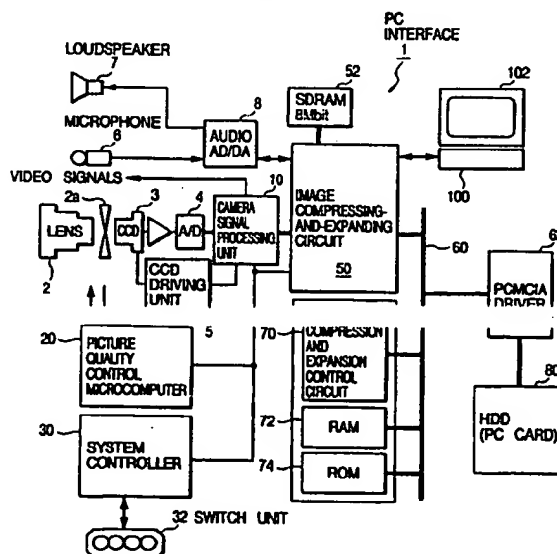 PC
INTERFACE
1
LOUDSPEAKER
7
52
102
SDRAM
8Mbit
8
MICROPHONE
6
AUDIO
AD/DA
VIDEO SIGNALS
2a
3
4
10
LENS
CCD
A/D
CAMERA
SIGNAL
PROCESSING
UNIT
IMAGE
COMPRESSING-
AND-EXPANDING
CIRCUIT
50
100
60
2
CCD
DRIVING
UNIT
PCMCIA
DRIVER
5
20
PICTURE
QUALITY
CONTROL
MICROCOMPUTER
70
COMPRESSION
AND
EXPANSION
CONTROL
CIRCUIT
80
HDD
(PC CARD)
30
SYSTEM
CONTROLLER
72
RAM
74
ROM
32 SWITCH UNIT